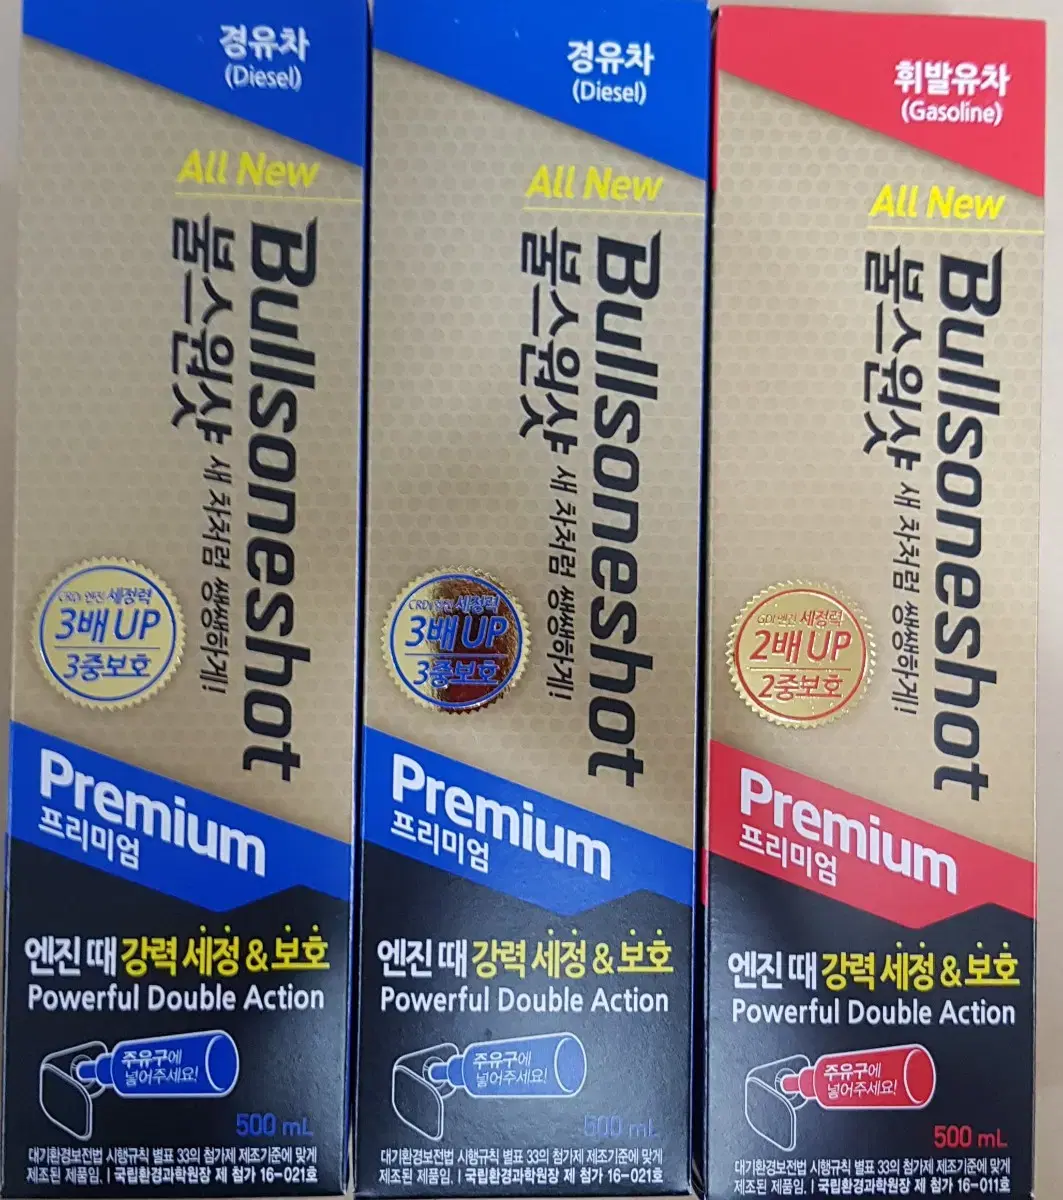 경유차
(Diesel)
All New
Bullsoneshot
불스원샷 새 차처럼 쌩쌩하게!
CRDi 엔진 세정력
3배 UP
3중보호
Premium
프리미엄
엔진 때 강력 세정 & 보호
Powerful Double Action
주유구에
넣어주세요!
500 mL
대기환경보전법 시행규칙 별표 33의 첨가제 제조기준에 맞게
제조된 제품임. | 국립환경과학원장 제 첨가 16-021호
경유차
(Diesel)
All New
Bullsoneshot
불스원샷 새 차처럼 쌩쌩하게!
CRDi 엔진 세정력
3배 UP
3중보호
Premium
프리미엄
엔진 때 강력 세정 & 보호
Powerful Double Action
주유구에
넣어주세요!
500 mL
대기환경보전법 시행규칙 별표 33의 첨가제 제조기준에 맞게
제조된 제품임. | 국립환경과학원장 제 첨가 16-021호
휘발유차
(Gasoline)
All New
Bullsoneshot
불스원샷 새 차처럼 쌩쌩하게!
GDI 엔진 세정력
2배 UP
2중보호
Premium
프리미엄
엔진 때 강력 세정 & 보호
Powerful Double Action
주유구에
넣어주세요!
500 mL
대기환경보전법 시행규칙 별표 33의 첨가제 제조기준에 맞게
제조된 제품임. | 국립환경과학원장 제 첨가 16-011호